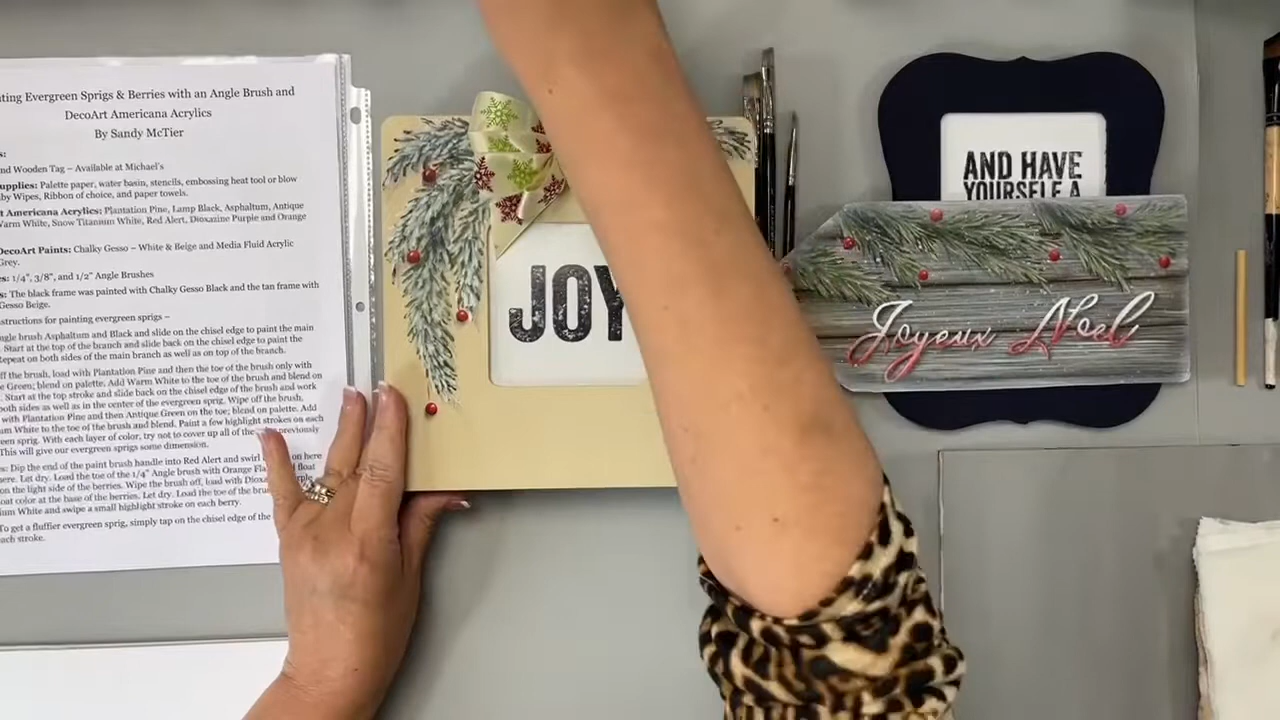 ting Evergreen Sprigs & Berries with an Angle Brush and
DecoArt Americana Acrylics
By Sandy McTier
s:
nd Wooden Tag – Available at Michael's
upplies: Palette paper, water basin, stencils, embossing heat tool or blow
by Wipes, Ribbon of choice, and paper towels.
t Americana Acrylics: Plantation Pine, Lamp Black, Asphaltum, Antique
Warm White, Snow Titanium White, Red Alert, Dioxazine Purple and Orange
DecoArt Paints: Chalky Gesso – White & Beige and Media Fluid Acrylic
Grey.
es: 1/4", 3/8", and 1/2" Angle Brushes
s: The black frame was painted with Chalky Gesso Black and the tan frame with
Gesso Beige.
structions for painting evergreen sprigs –
ngle brush Asphaltum and Black and slide on the chisel edge to paint the main
. Start at the top of the branch and slide back on the chisel edge to paint the
Repeat on both sides of the main branch as well as on top of the branch.
ff the brush, load with Plantation Pine and then the toe of the brush only with
e Green; blend on palette. Add Warm White to the toe of the brush and blend on
. Start at the top stroke and slide back on the chisel edge of the brush and work
both sides as well as in the center of the evergreen sprig. Wipe off the brush,
with Plantation Pine and then Antique Green on the toe; blend on palette. Add
m White to the toe of the brush and blend. Paint a few highlight strokes on each
een sprig. With each layer of color, try not to cover up all of the previously
This will give our evergreen sprigs some dimension.
s: Dip the end of the paint brush handle into Red Alert and swirl on here
here. Let dry. Load the toe of the 1/4" Angle brush with Orange Fla float
on the light side of the berries. Wipe the brush off, load with Diox urple
oat color at the base of the berries. Let dry. Load the toe of the bru
ium White and swipe a small highlight stroke on each berry.
To get a fluffier evergreen sprig, simply tap on the chisel edge of the
each stroke.
JOY
AND HAVE
YOURSELF A
Joyeux Noel